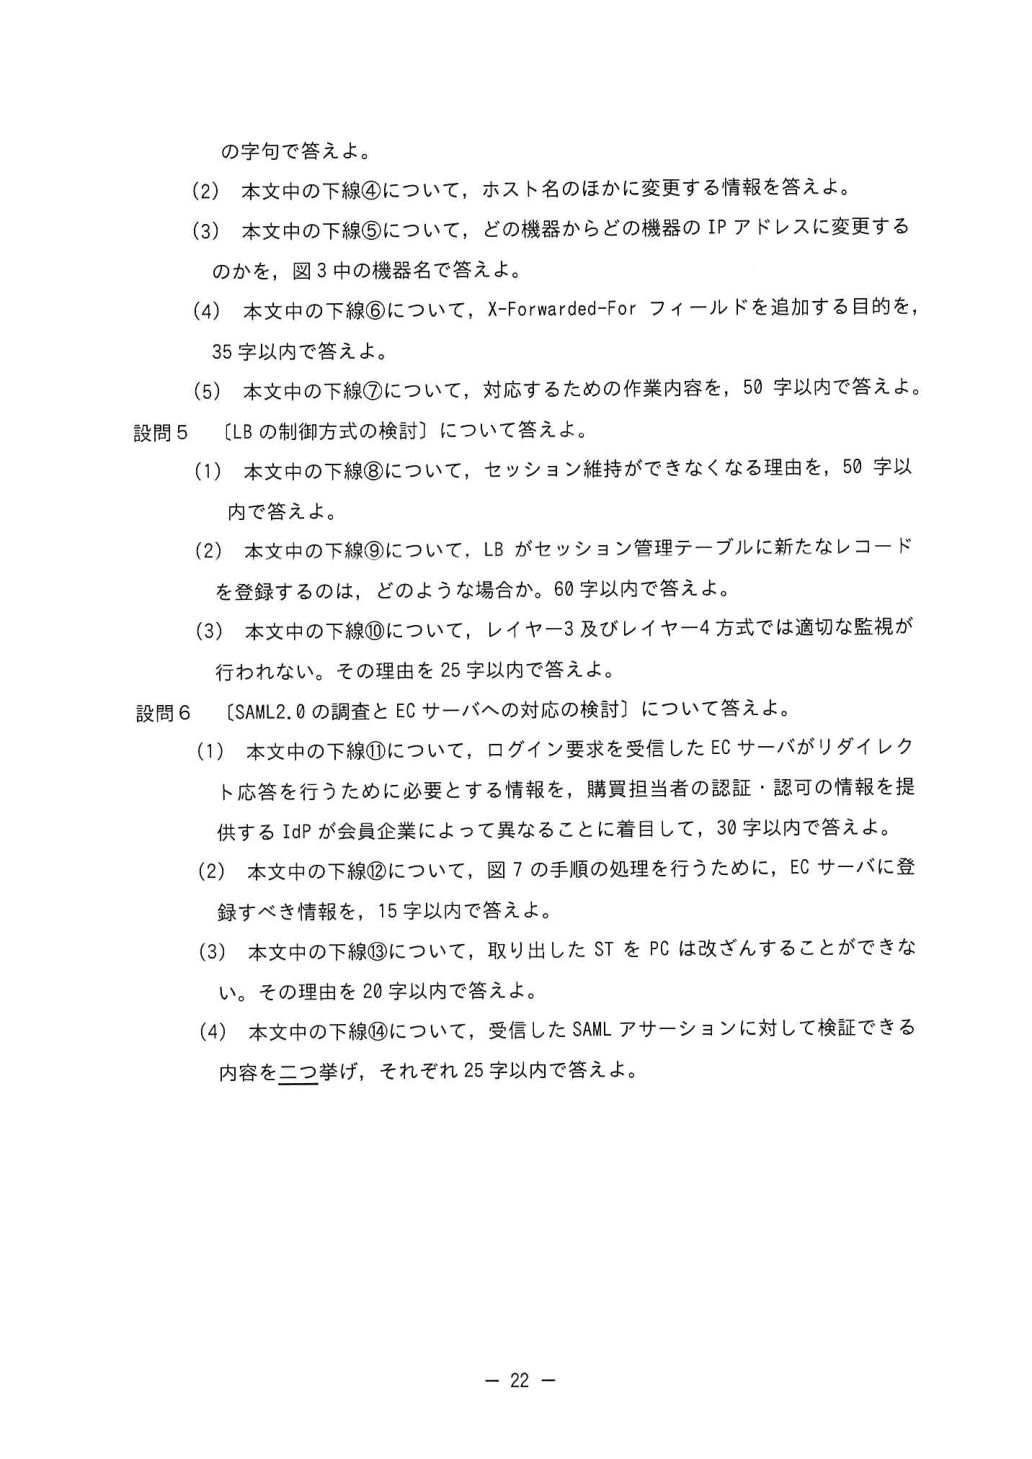 の字句で答えよ。
(2) 本文中の下線④について，ホスト名のほかに変更する情報を答えよ。
(3) 本文中の下線⑤について，どの機器からどの機器の IP アドレスに変更する
のかを，図 3 中の機器名で答えよ。
(4) 本文中の下線⑥について，X-Forwarded-For フィールドを追加する目的を，
35 字以内で答えよ。
(5) 本文中の下線⑦について，対応するための作業内容を，50 字以内で答えよ。
設問 5 〔LB の制御方式の検討〕について答えよ。
(1) 本文中の下線⑧について，セッション維持ができなくなる理由を，50 字以
内で答えよ。
(2) 本文中の下線⑨について，LB がセッション管理テーブルに新たなレコード
を登録するのは，どのような場合か。60 字以内で答えよ。
(3) 本文中の下線⑩について，レイヤー3 及びレイヤー4 方式では適切な監視が
行われない。その理由を 25 字以内で答えよ。
設問 6 〔SAML2.0 の調査と EC サーバへの対応の検討〕について答えよ。
(1) 本文中の下線⑪について，ログイン要求を受信した EC サーバがリダイレク
ト応答を行うために必要とする情報を，購買担当者の認証・認可の情報を提
供する IdP が会員企業によって異なることに着目して，30 字以内で答えよ。
(2) 本文中の下線⑫について，図 7 の手順の処理を行うために，EC サーバに登
録すべき情報を，15 字以内で答えよ。
(3) 本文中の下線⑬について，取り出した ST を PC は改ざんすることができな
い。その理由を 20 字以内で答えよ。
(4) 本文中の下線⑭について，受信した SAML アサーションに対して検証できる
内容を二つ挙げ，それぞれ 25 字以内で答えよ。
－ 22 －